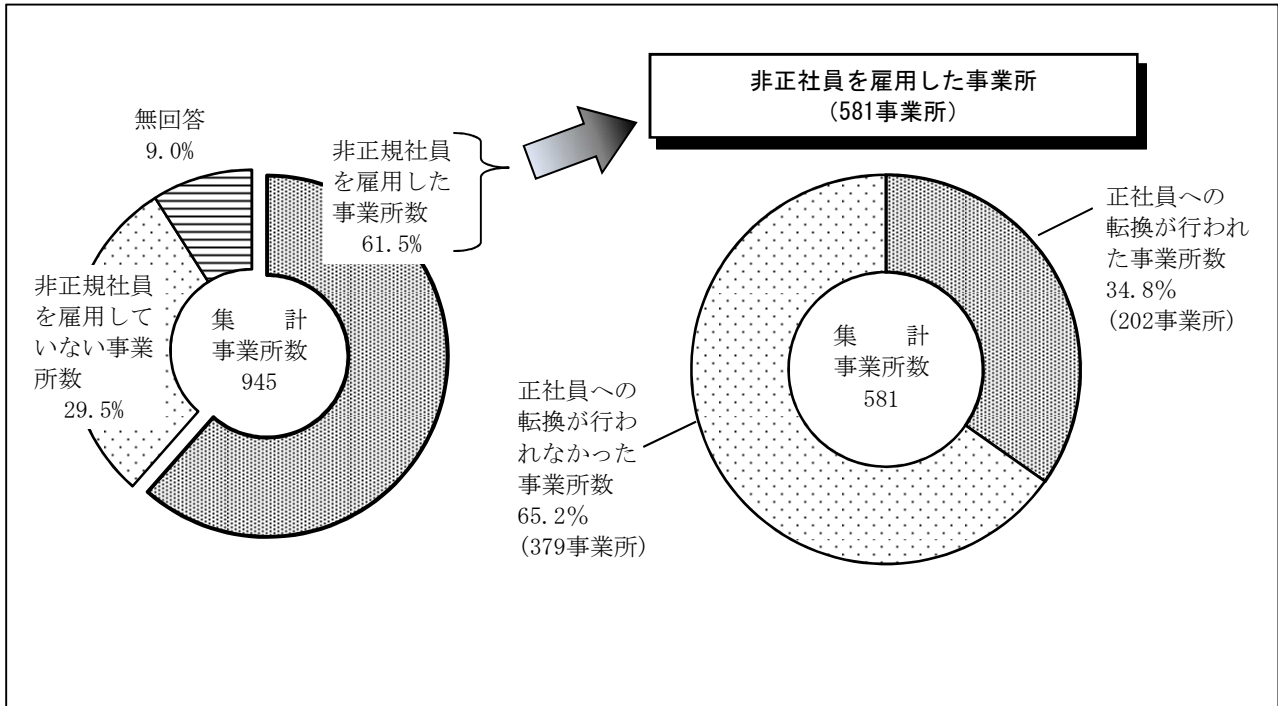 無回答
9.0%
非正規社員
を雇用した
事業所数
61.5%
非正規社員
を雇用して
いない事業
所数
29.5%
集　計
事業所数
945
非正社員を雇用した事業所
(581事業所)
正社員への
転換が行われ
た事業所数
34.8%
(202事業所)
集　計
事業所数
581
正社員への
転換が行わ
れなかった
事業所数
65.2%
(379事業所)